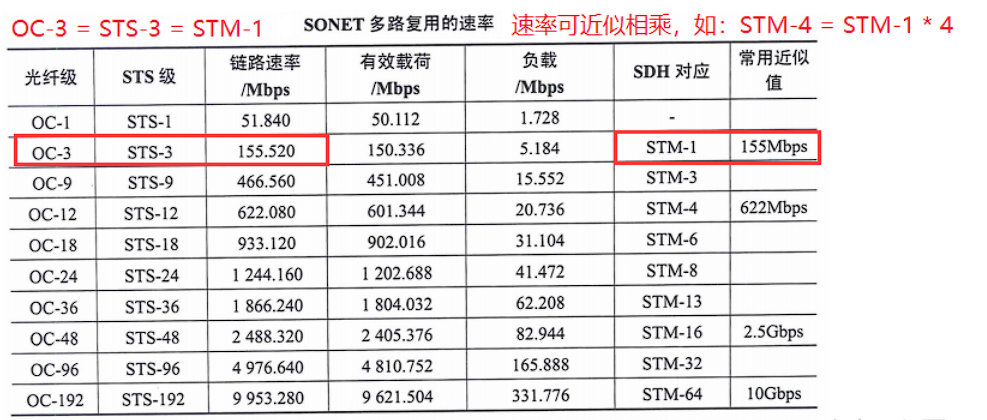 OC-3 = STS-3 = STM-1 SONET 多路复用的速率 速率可近似相乘，如：STM-4 = STM-1 * 4
光纤级 STS 级 链路速率/Mbps 有效载荷/Mbps 负载/Mbps SDH 对应 常用近似值
OC-1 STS-1 51.840 50.112 1.728 -
OC-3 STS-3 155.520 150.336 5.184 STM-1 155Mbps
OC-9 STS-9 466.560 451.008 15.552 STM-3
OC-12 STS-12 622.080 601.344 20.736 STM-4 622Mbps
OC-18 STS-18 933.120 902.016 31.104 STM-6
OC-24 STS-24 1 244.160 1 202.688 41.472 STM-8
OC-36 STS-36 1 866.240 1 804.032 62.208 STM-13
OC-48 STS-48 2 488.320 2 405.376 82.944 STM-16 2.5Gbps
OC-96 STS-96 4 976.640 4 810.752 165.888 STM-32
OC-192 STS-192 9 953.280 9 621.504 331.776 STM-64 10Gbps